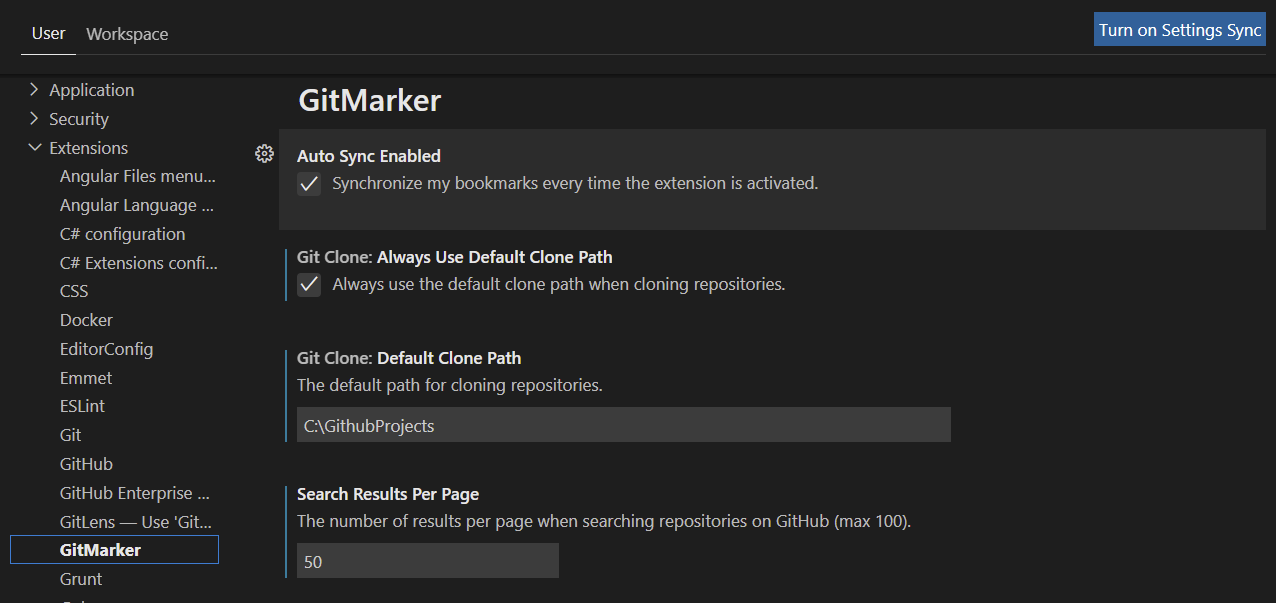 User Workspace
Turn on Settings Sync
Application
Security
Extensions
Angular Files menu...
Angular Language ...
C# configuration
C# Extensions confi...
CSS
Docker
EditorConfig
Emmet
ESLint
Git
GitHub
GitHub Enterprise ...
GitLens — Use 'Git...
GitMarker
Grunt
GitMarker
Auto Sync Enabled
Synchronize my bookmarks every time the extension is activated.
Git Clone: Always Use Default Clone Path
Always use the default clone path when cloning repositories.
Git Clone: Default Clone Path
The default path for cloning repositories.
C:\GithubProjects
Search Results Per Page
The number of results per page when searching repositories on GitHub (max 100).
50